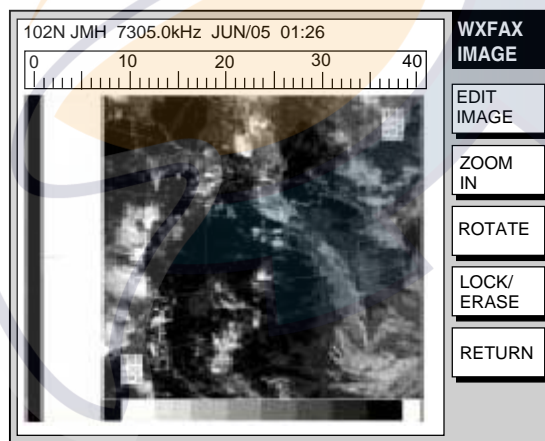 102N JMH 7305.0kHz JUN/05 01:26
0 10 20 30 40
WXFAX
IMAGE
EDIT
IMAGE
ZOOM
IN
ROTATE
LOCK/
ERASE
RETURN